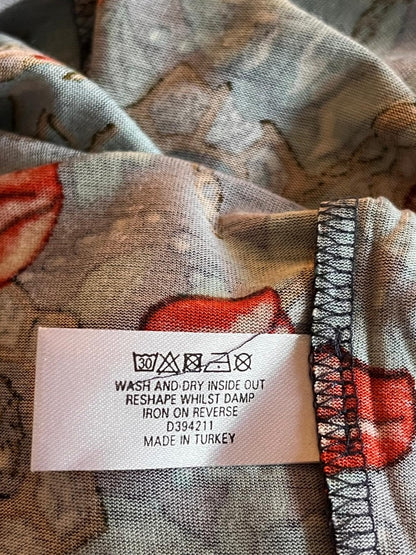 30
WASH AND DRY INSIDE OUT
RESHAPE WHILST DAMP
IRON ON REVERSE
D394211
MADE IN TURKEY